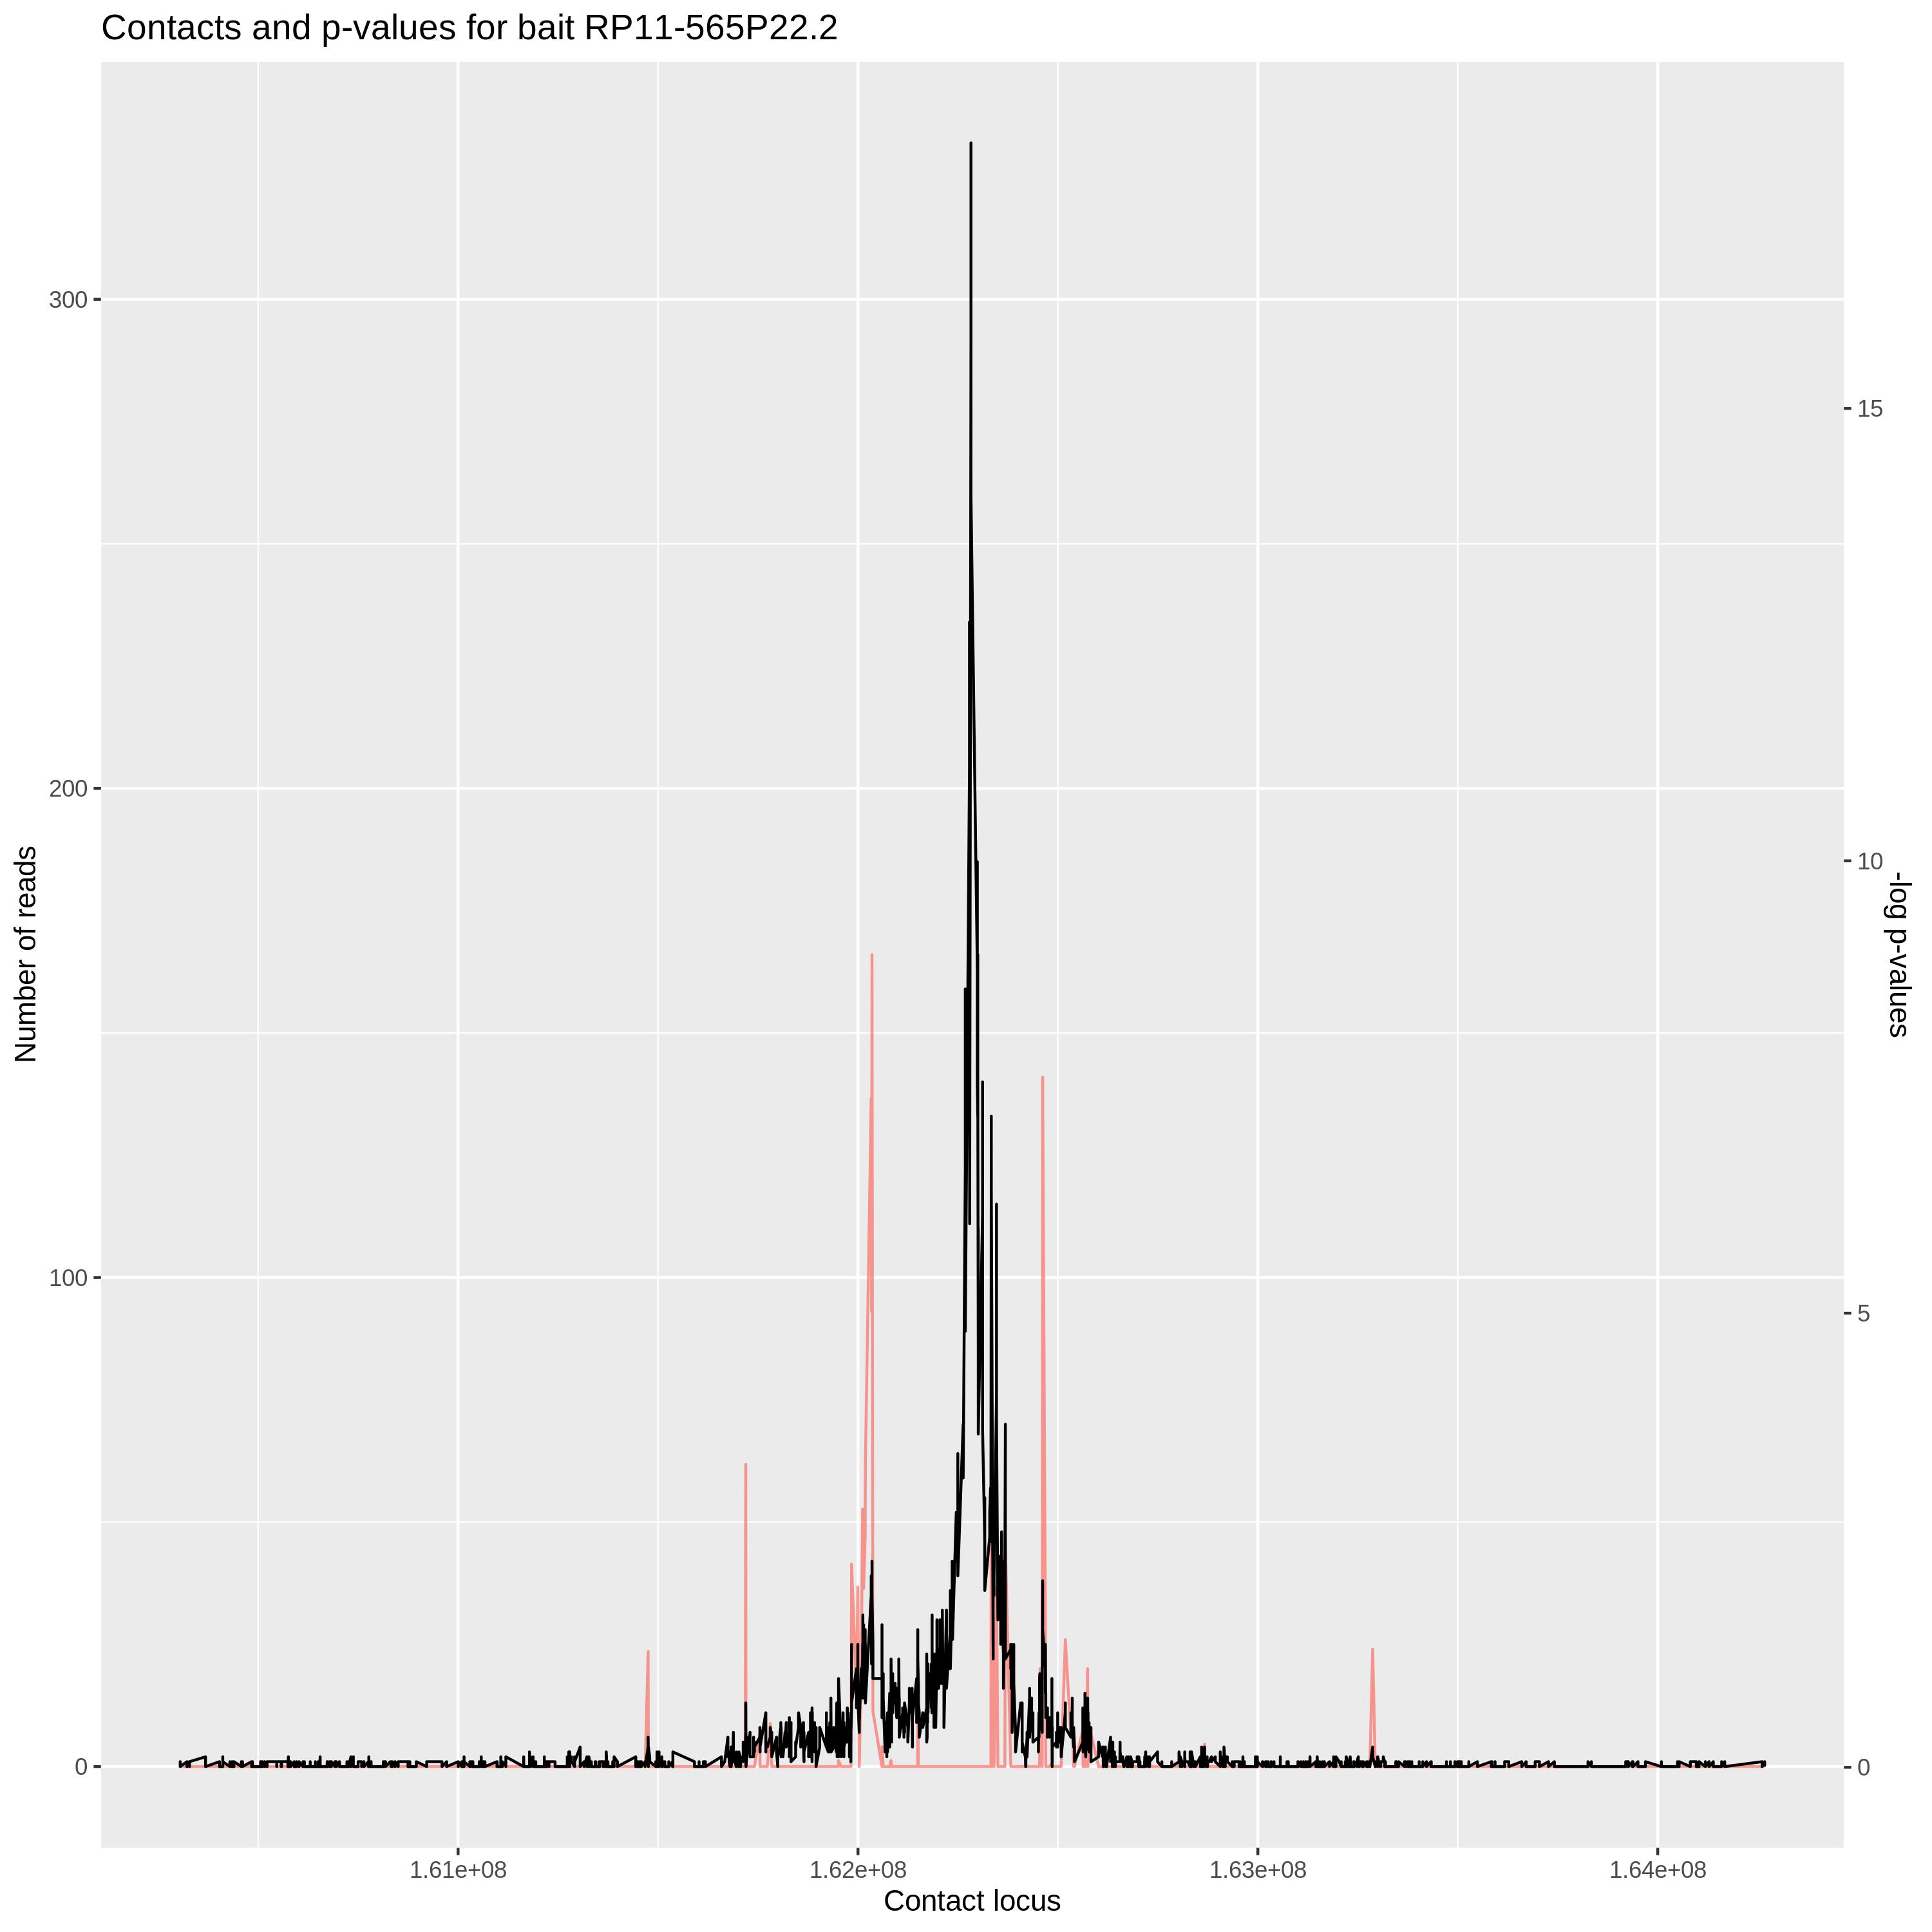 Contacts and p-values for bait RP11-565P22.2
Number of reads
300
200
100
0
15
10
5
0
-log p-values
1.61e+08 1.62e+08 1.63e+08 1.64e+08
Contact locus